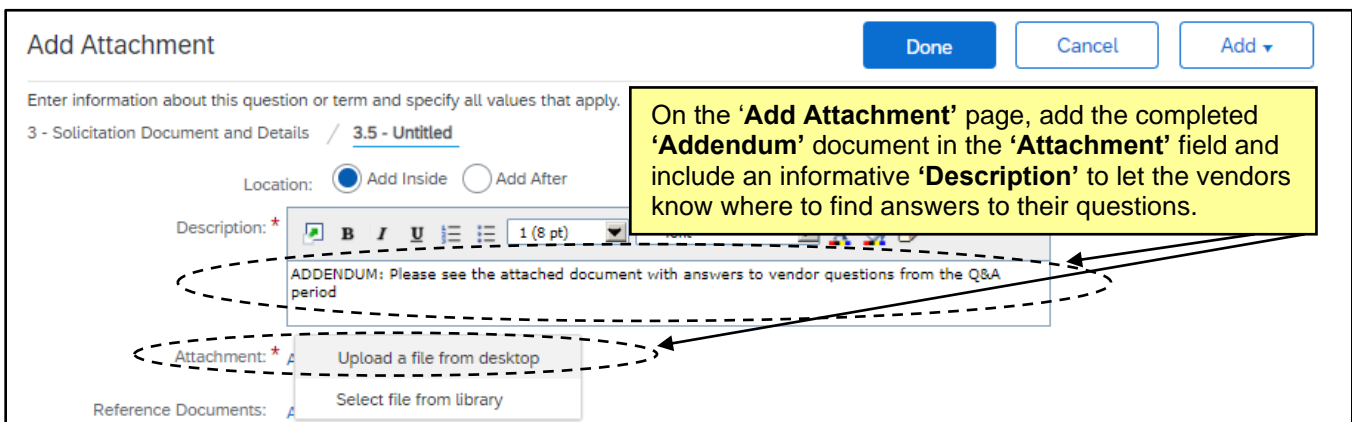 Add Attachment
Done
Cancel
Add
Enter information about this question or term and specify all values that apply.
3 - Solicitation Document and Details / 3.5 - Untitled
On the ‘Add Attachment’ page, add the completed
‘Addendum’ document in the ‘Attachment’ field and
include an informative ‘Description’ to let the vendors
know where to find answers to their questions.
Location: Add Inside Add After
Description: *
B I U 1 (8 pt)
ADDENDUM: Please see the attached document with answers to vendor questions from the Q&A
period
Attachment: * Upload a file from desktop
Select file from library
Reference Documents: